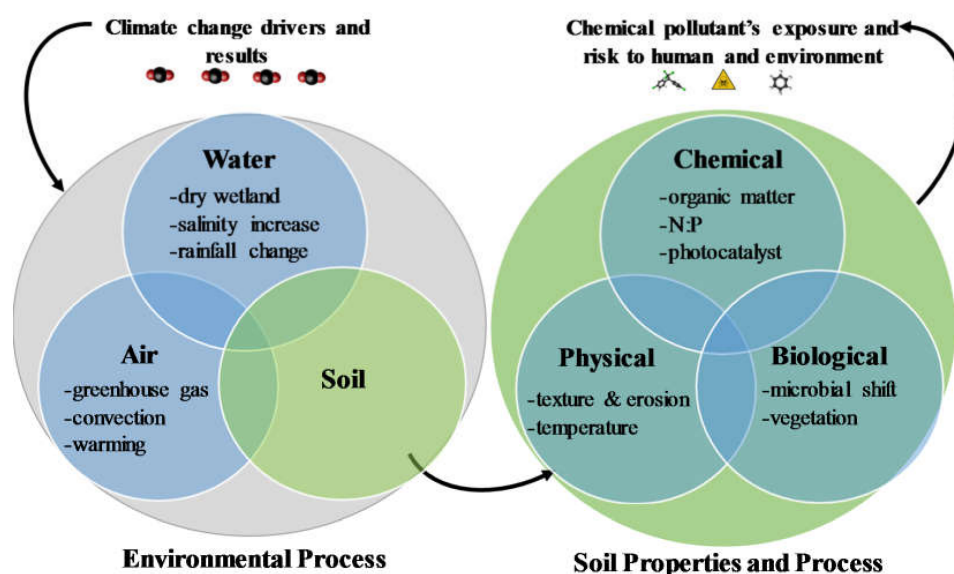 Climate change drivers and
results
Chemical pollutant's exposure and
risk to human and environment
Water
-dry wetland
-salinity increase
-rainfall change
Air
-greenhouse gas
-convection
-warming
Soil
Environmental Process
Chemical
-organic matter
-N:P
-photocatalyst
Physical
-texture & erosion
-temperature
Biological
-microbial shift
-vegetation
Soil Properties and Process